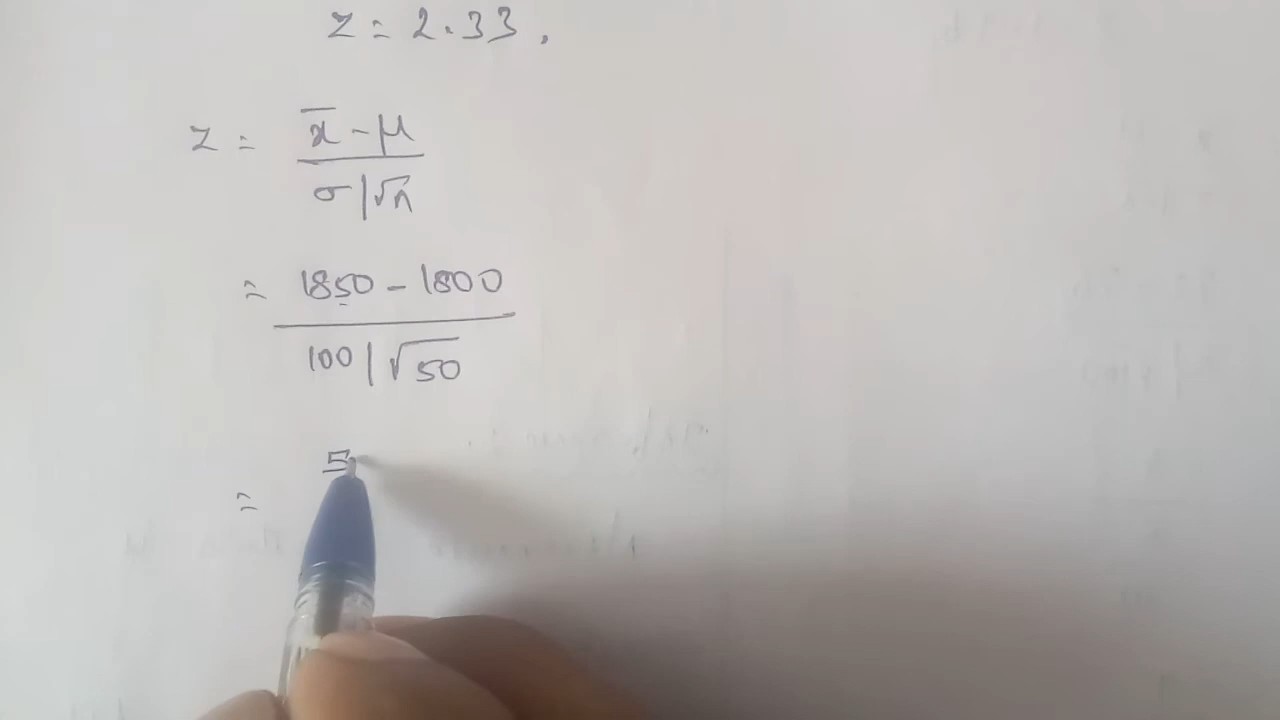 z = 2.33.
z = x̄ - μ
σ/√n
= 1850 - 1800
100/√50
= 5